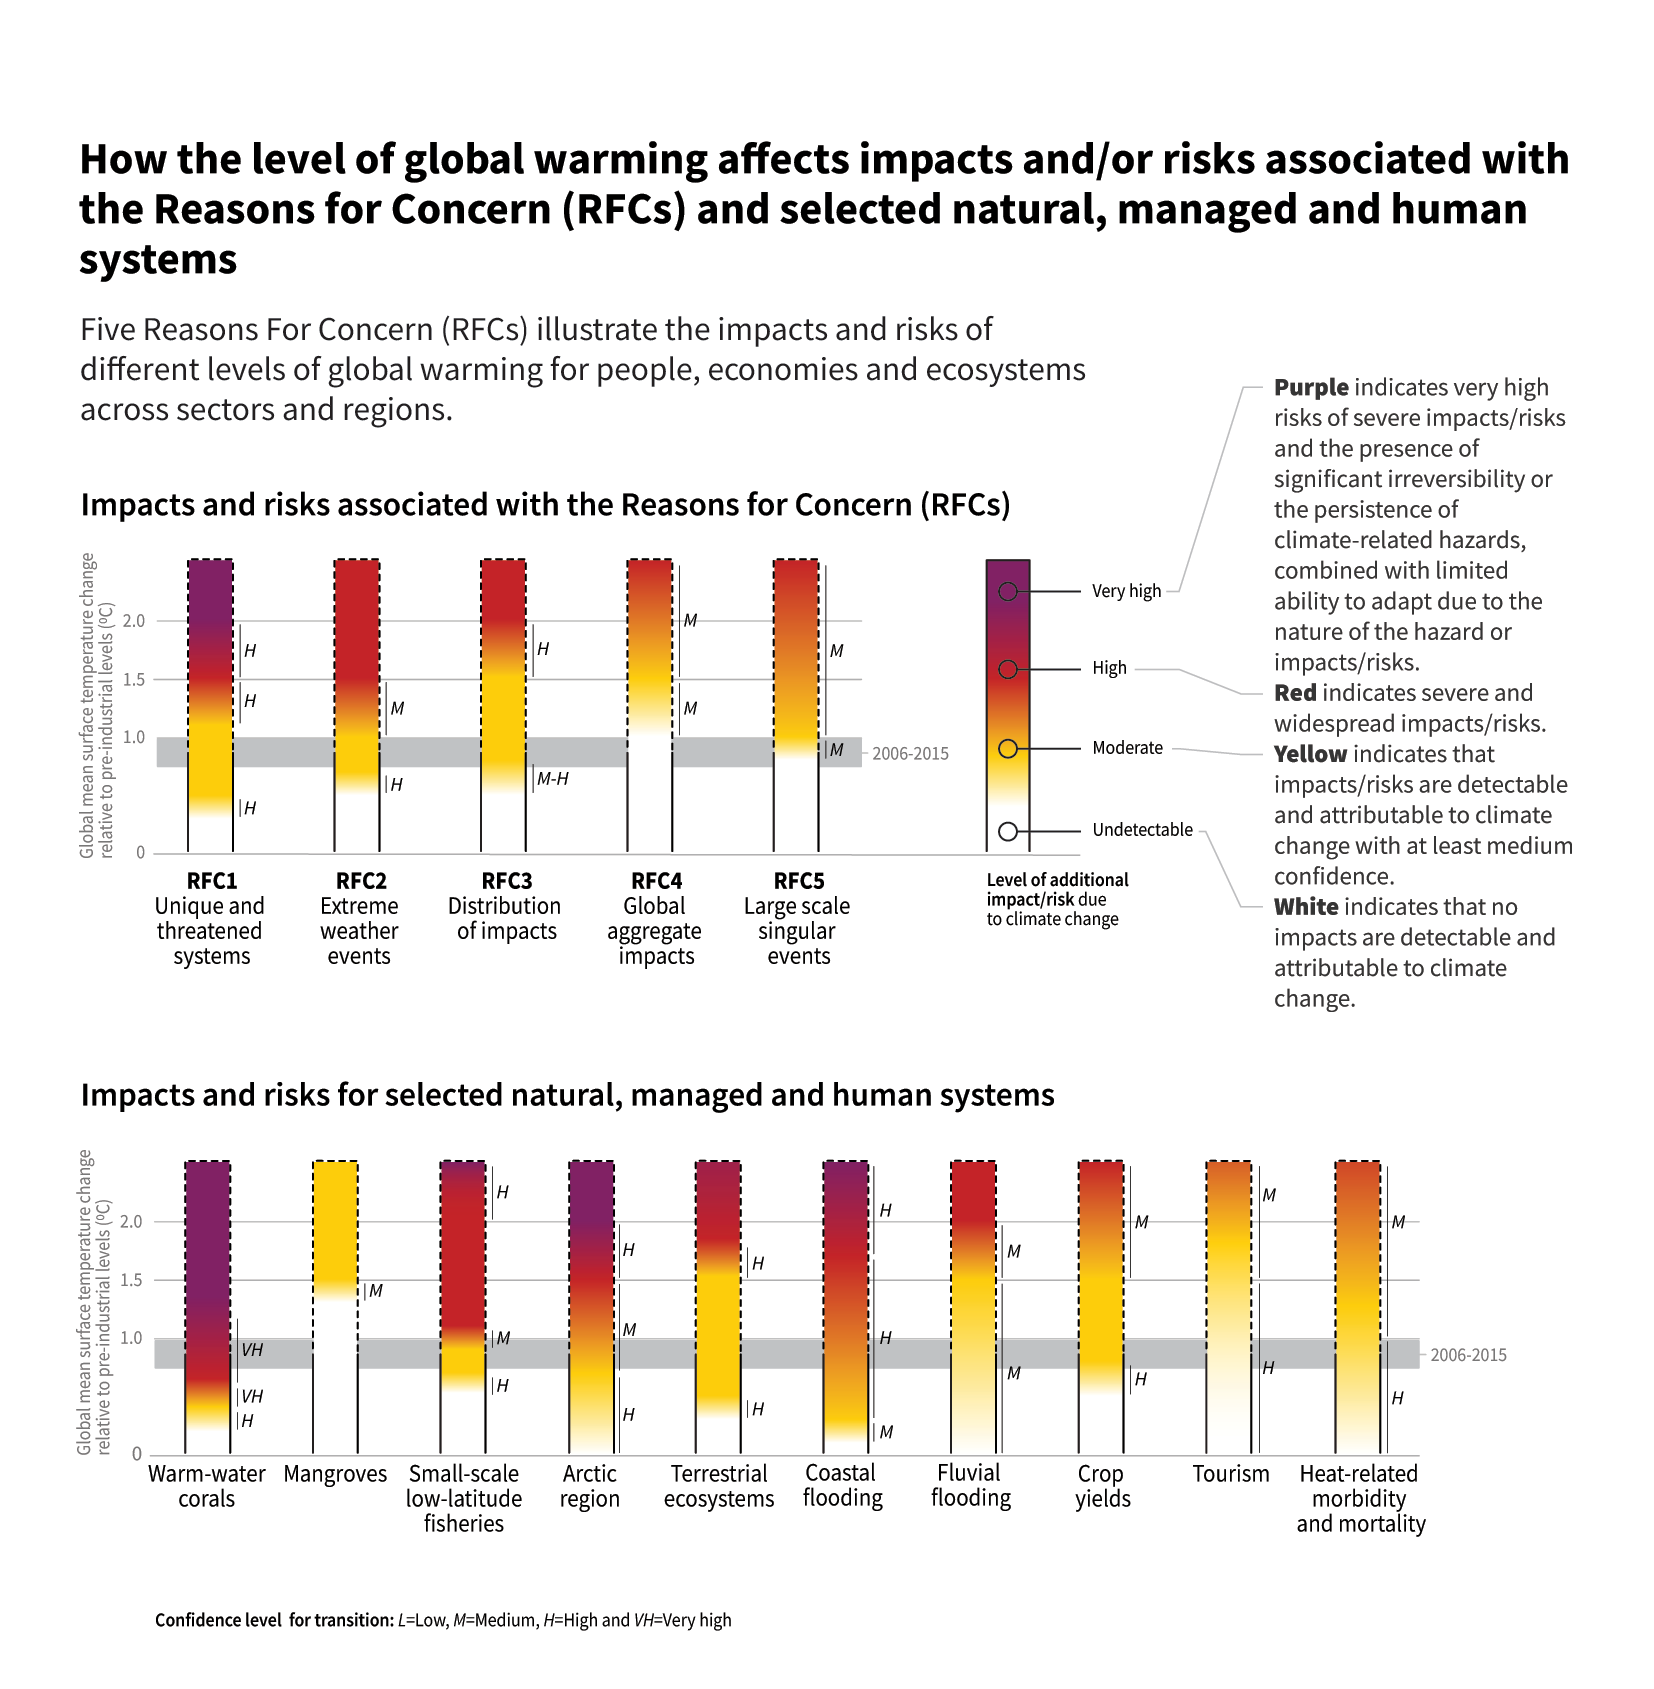 How the level of global warming affects impacts and/or risks associated with
the Reasons for Concern (RFCs) and selected natural, managed and human
systems
Five Reasons For Concern (RFCs) illustrate the impacts and risks of
different levels of global warming for people, economies and ecosystems
across sectors and regions.
Purple indicates very high
risks of severe impacts/risks
and the presence of
significant irreversibility or
the persistence of
climate-related hazards,
combined with limited
ability to adapt due to the
nature of the hazard or
impacts/risks.
Red indicates severe and
widespread impacts/risks.
Yellow indicates that
impacts/risks are detectable
and attributable to climate
change with at least medium
confidence.
White indicates that no
impacts are detectable and
attributable to climate
change.
Impacts and risks associated with the Reasons for Concern (RFCs)
Global mean surface temperature change
relative to pre-industrial levels (ºC)
2.0
1.5
1.0
0
H
H
H
M
H
H
M-H
M
M
M
M
2006-2015
Very high
High
Moderate
Undetectable
Level of additional
impact/risk due
to climate change
RFC1
Unique and
threatened
systems
RFC2
Extreme
weather
events
RFC3
Distribution
of impacts
RFC4
Global
aggregate
impacts
RFC5
Large scale
singular
events
Impacts and risks for selected natural, managed and human systems
Global mean surface temperature change
relative to pre-industrial levels (ºC)
2.0
1.5
1.0
0
VH
VH
H
M
H
M
H
H
M
H
H
H
H
H
M
M
M
M
H
M
H
M
H
2006-2015
Warm-water
corals
Mangroves
Small-scale
low-latitude
fisheries
Arctic
region
Terrestrial
ecosystems
Coastal
flooding
Fluvial
flooding
Crop
yields
Tourism
Heat-related
morbidity
and mortality
Confidence level for transition: L=Low, M=Medium, H=High and VH=Very high